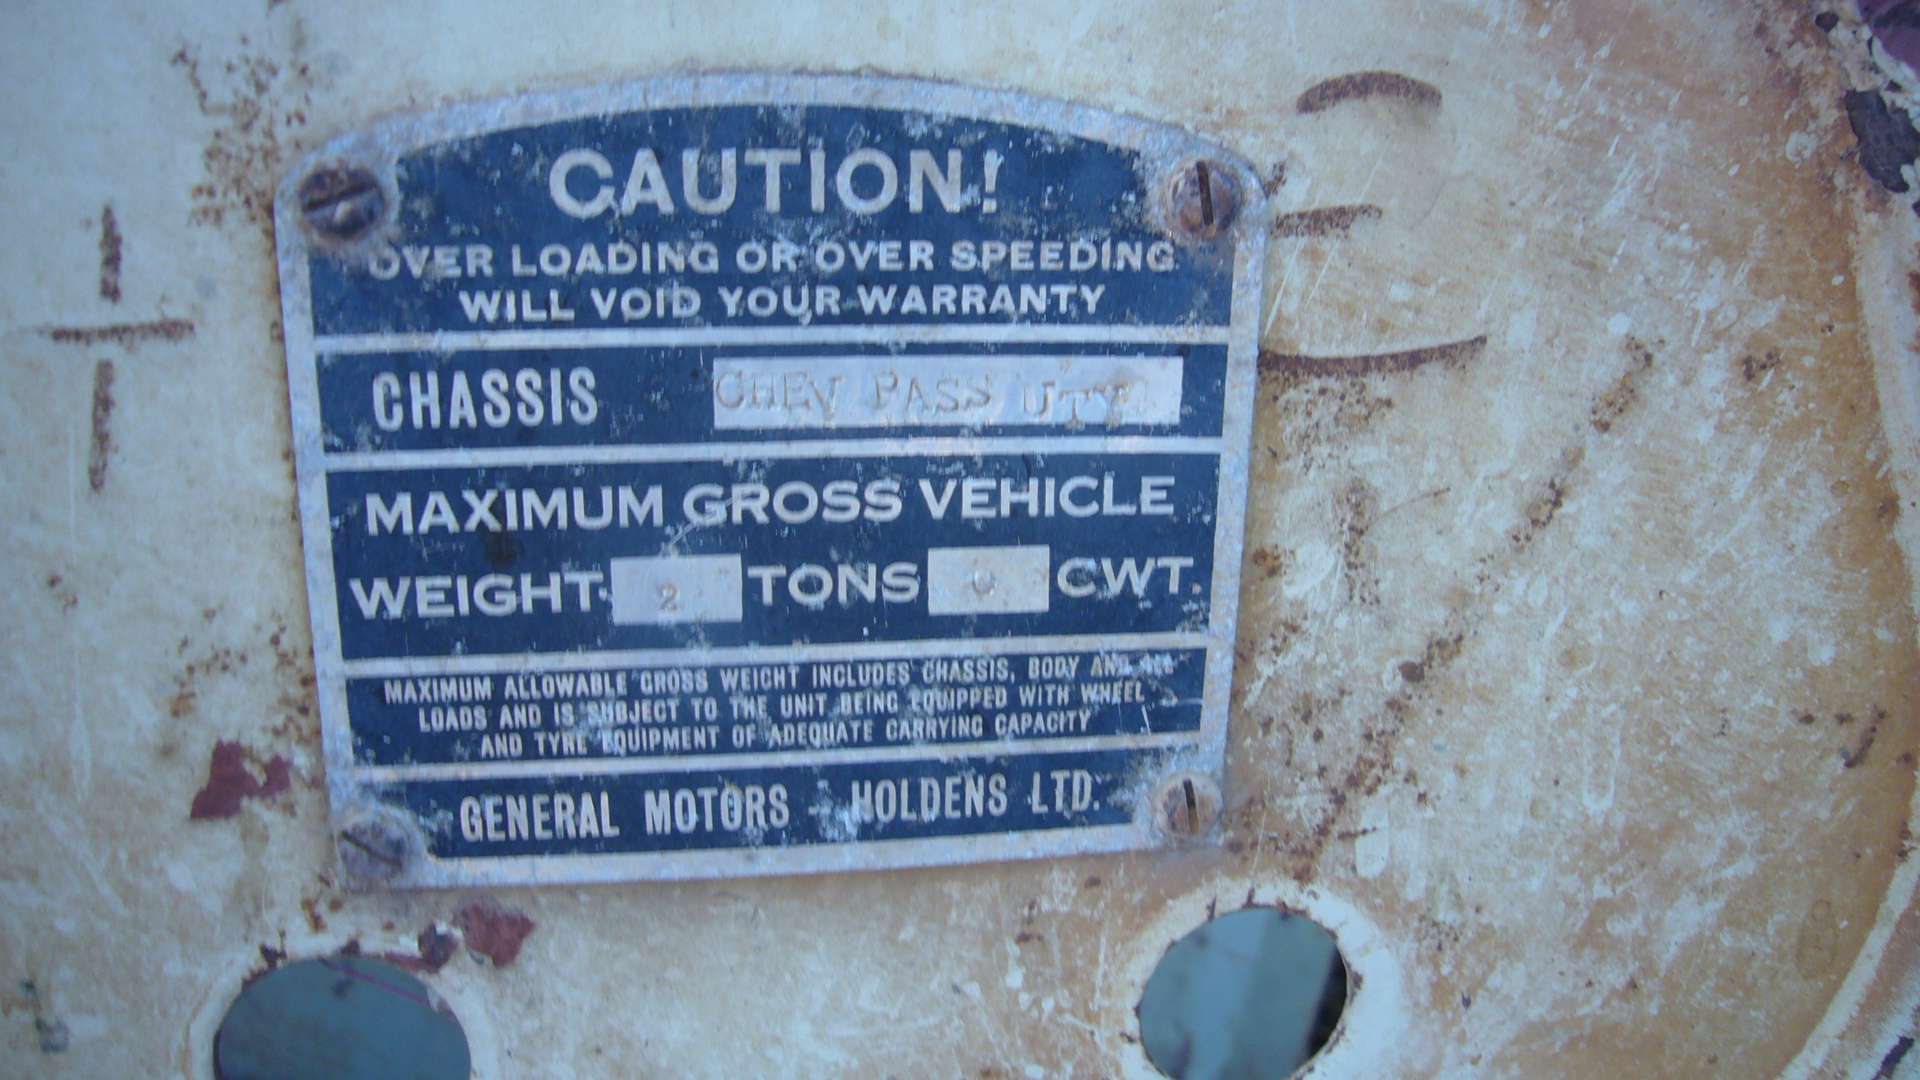 CAUTION!
OVER LOADING OR OVER SPEEDING
WILL VOID YOUR WARRANTY
CHASSIS CHEV PASS UTY
MAXIMUM GROSS VEHICLE
WEIGHT 2 TONS 0 CWT.
MAXIMUM ALLOWABLE GROSS WEIGHT INCLUDES CHASSIS, BODY AND ALL
LOADS AND IS SUBJECT TO THE UNIT BEING EQUIPPED WITH WHEEL
AND TYRE EQUIPMENT OF ADEQUATE CARRYING CAPACITY
GENERAL MOTORS HOLDENS LTD.